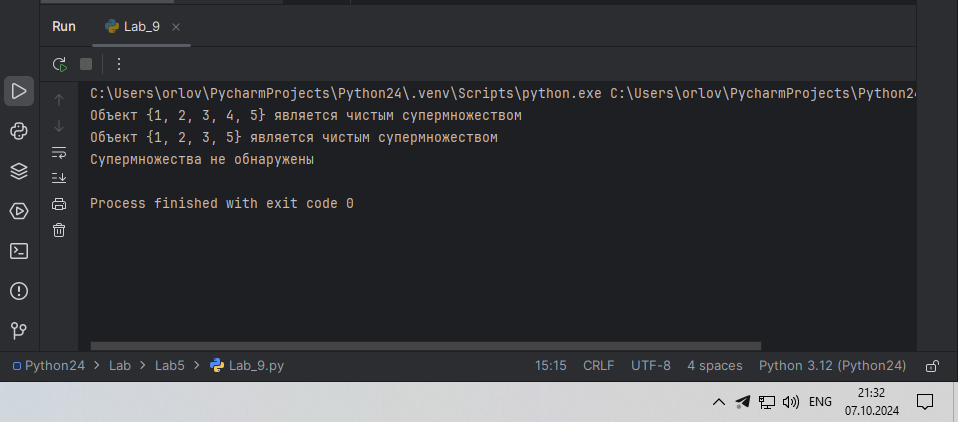 Run Lab_9
C:\Users\orlov\PycharmProjects\Python24\.venv\Scripts\python.exe C:\Users\orlov\PycharmProjects\Python24
Объект {1, 2, 3, 4, 5} является чистым супермножеством
Объект {1, 2, 3, 5} является чистым супермножеством
Супермножества не обнаружены
Process finished with exit code 0
Python24 > Lab > Lab5 > Lab_9.py 15:15 CRLF UTF-8 4 spaces Python 3.12 (Python24)
ENG 21:32
07.10.2024